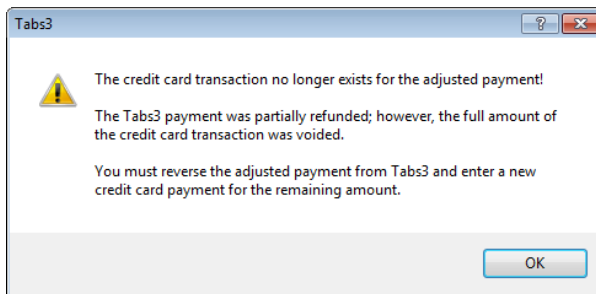 Tabs3
The credit card transaction no longer exists for the adjusted payment!
The Tabs3 payment was partially refunded; however, the full amount of
the credit card transaction was voided.
You must reverse the adjusted payment from Tabs3 and enter a new
credit card payment for the remaining amount.
OK